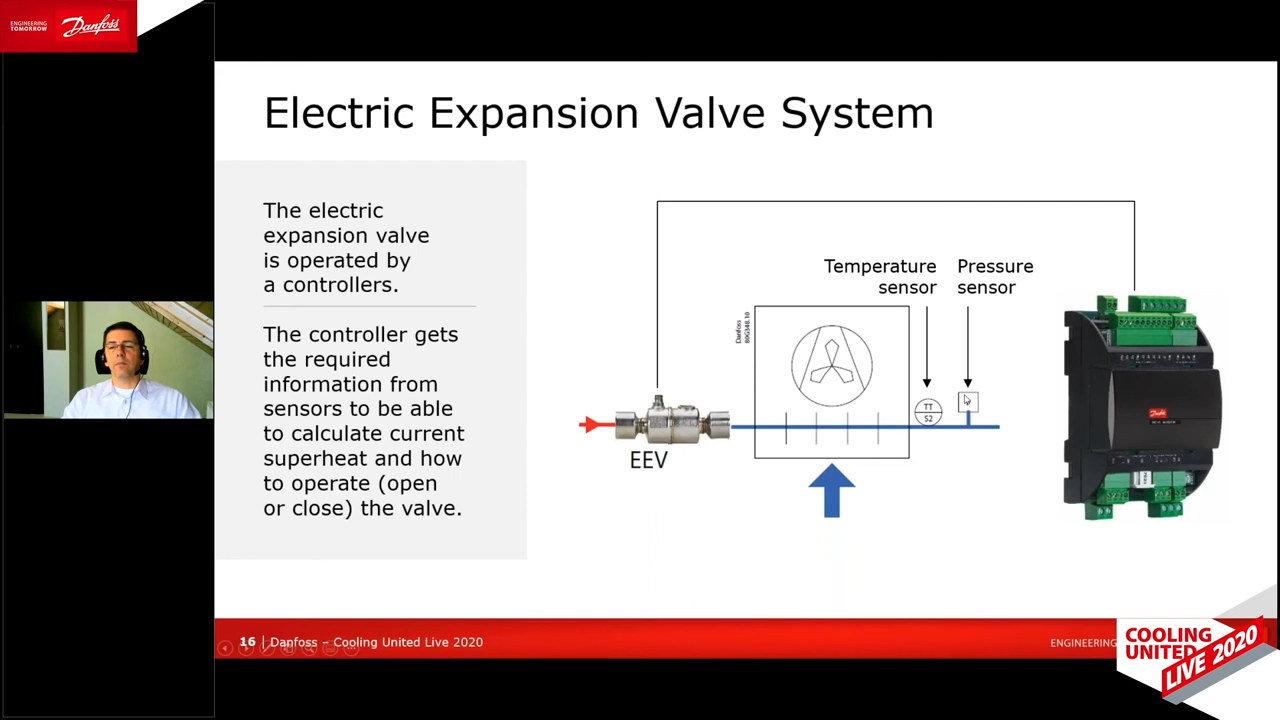 ENGINEERING
TOMORROW
Danfoss
Electric Expansion Valve System
The electric
expansion valve
is operated by
a controllers.
The controller gets
the required
information from
sensors to be able
to calculate current
superheat and how
to operate (open
or close) the valve.
Temperature
sensor
Pressure
sensor
Danfoss
TT
S2
EEV
Danfoss
16 | Danfoss – Cooling United Live 2020
ENGINEERING
COOLING
UNITED
LIVE 2020